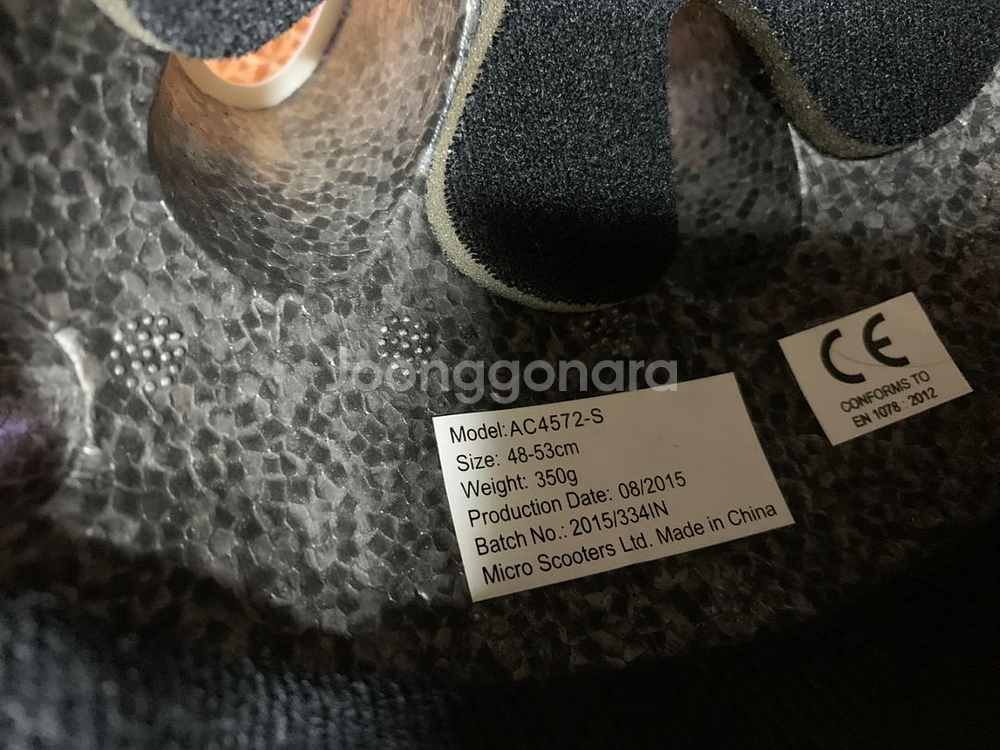 Joonggonara
Model: AC4572-S
Size: 48-53cm
Weight: 350g
Production Date: 08/2015
Batch No.: 2015/334IN
Micro Scooters Ltd. Made in China
CE
CONFORMS TO
EN 1078 : 2012